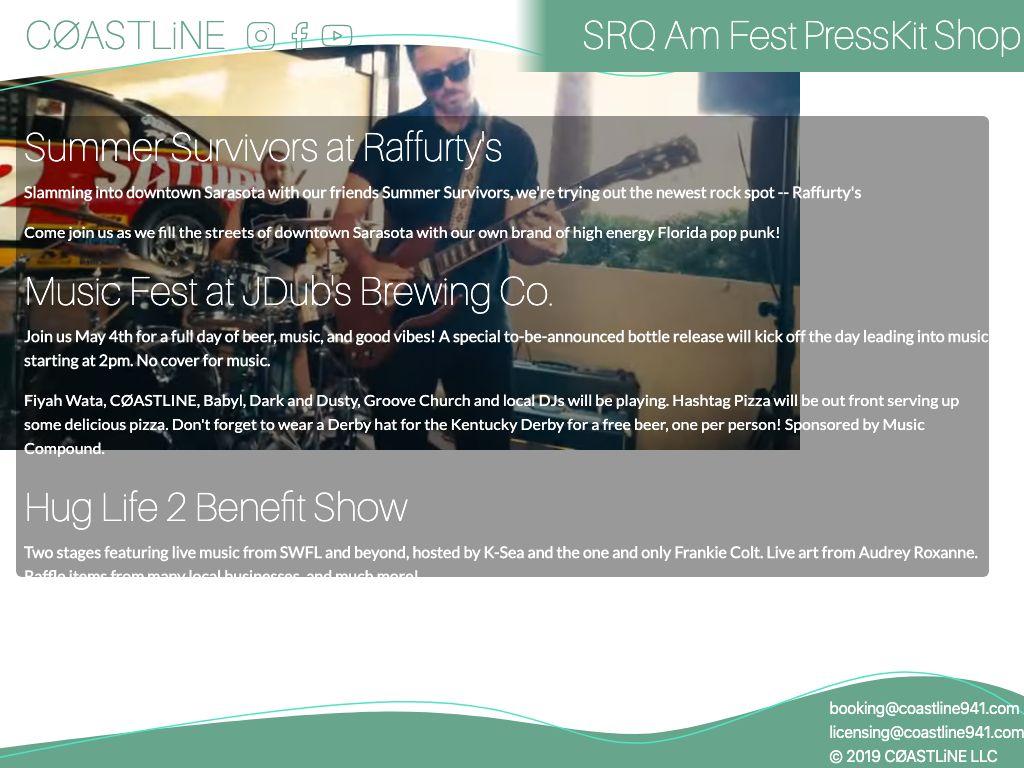 CØASTLiNE
SRQ Am Fest PressKit Shop
Summer Survivors at Raffurty's
Slamming into downtown Sarasota with our friends Summer Survivors, we're trying out the newest rock spot -- Raffurty's
Come join us as we fill the streets of downtown Sarasota with our own brand of high energy Florida pop punk!
Music Fest at JDub's Brewing Co.
Join us May 4th for a full day of beer, music, and good vibes! A special to-be-announced bottle release will kick off the day leading into music
starting at 2pm. No cover for music.
Fiyah Wata, CØASTLINE, Babyl, Dark and Dusty, Groove Church and local DJs will be playing. Hashtag Pizza will be out front serving up
some delicious pizza. Don't forget to wear a Derby hat for the Kentucky Derby for a free beer, one per person! Sponsored by Music
Compound.
Hug Life 2 Benefit Show
Two stages featuring live music from SWFL and beyond, hosted by K-Sea and the one and only Frankie Colt. Live art from Audrey Roxanne.
Raffle items from many local businesses, and much more!
booking@coastline941.com
licensing@coastline941.com
© 2019 CØASTLiNE LLC